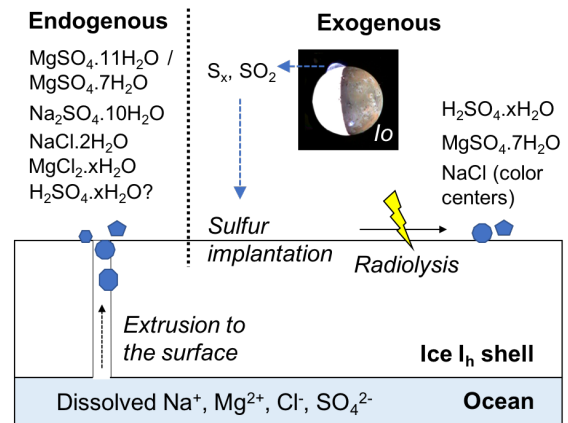 Endogenous
MgSO₄.11H₂O /
MgSO₄.7H₂O
Na₂SO₄.10H₂O
NaCl.2H₂O
MgCl₂.xH₂O
H₂SO₄.xH₂O?
Exogenous
Sₓ, SO₂
Io
H₂SO₄.xH₂O
MgSO₄.7H₂O
NaCl (color
centers)
Sulfur
implantation
Radiolysis
Extrusion to
the surface
Ice Iₕ shell
Dissolved Na⁺, Mg²⁺, Cl⁻, SO₄²⁻
Ocean